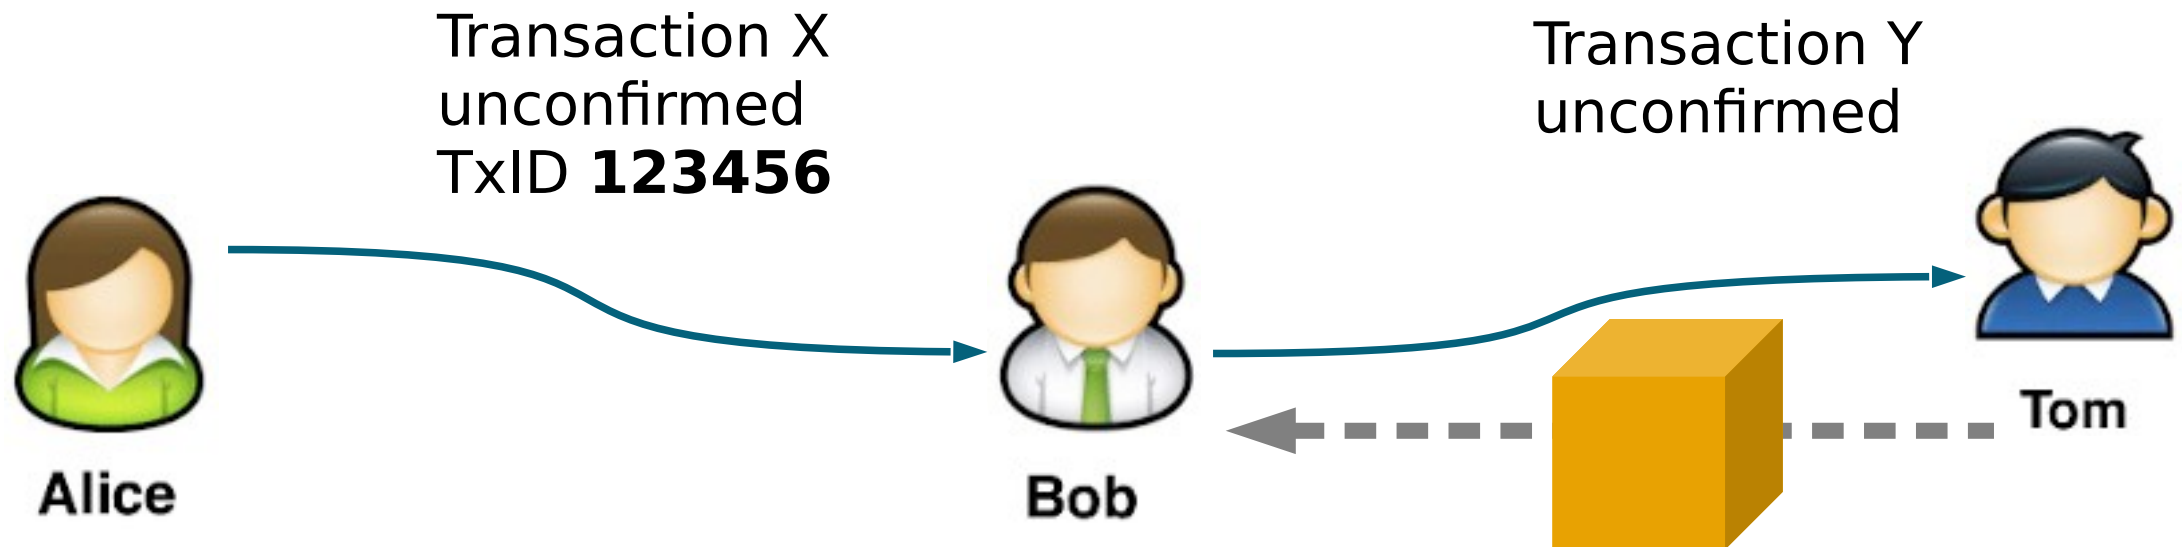 Transaction X
unconfirmed
TxID 123456
Transaction Y
unconfirmed
Alice
Bob
Tom